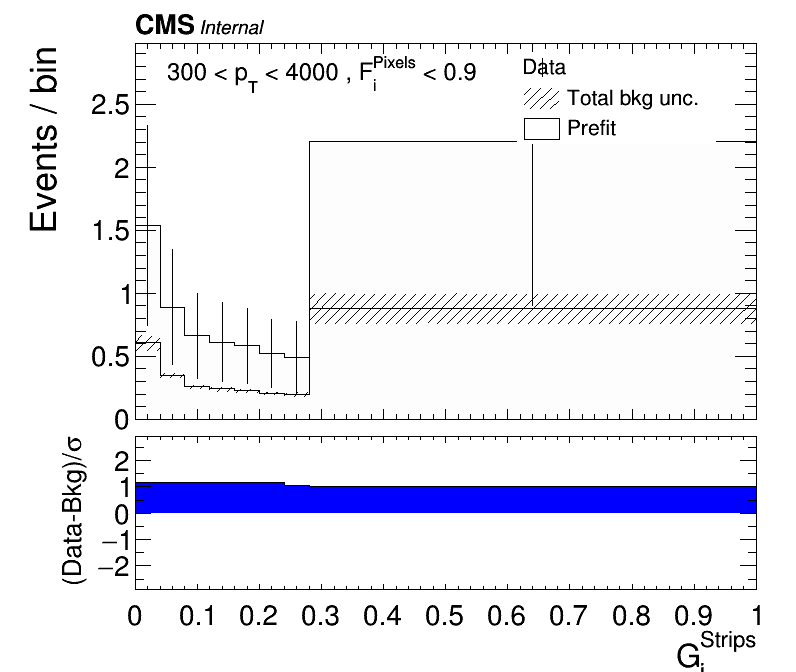 CMS Internal
300 < p_T < 4000 , F_i^Pixels < 0.9
Data
Total bkg unc.
Prefit
Events / bin
2.5
2
1.5
1
0.5
0
(Data-Bkg)/σ
2
1
0
−1
−2
0 0.1 0.2 0.3 0.4 0.5 0.6 0.7 0.8 0.9 1
G_i^Strips